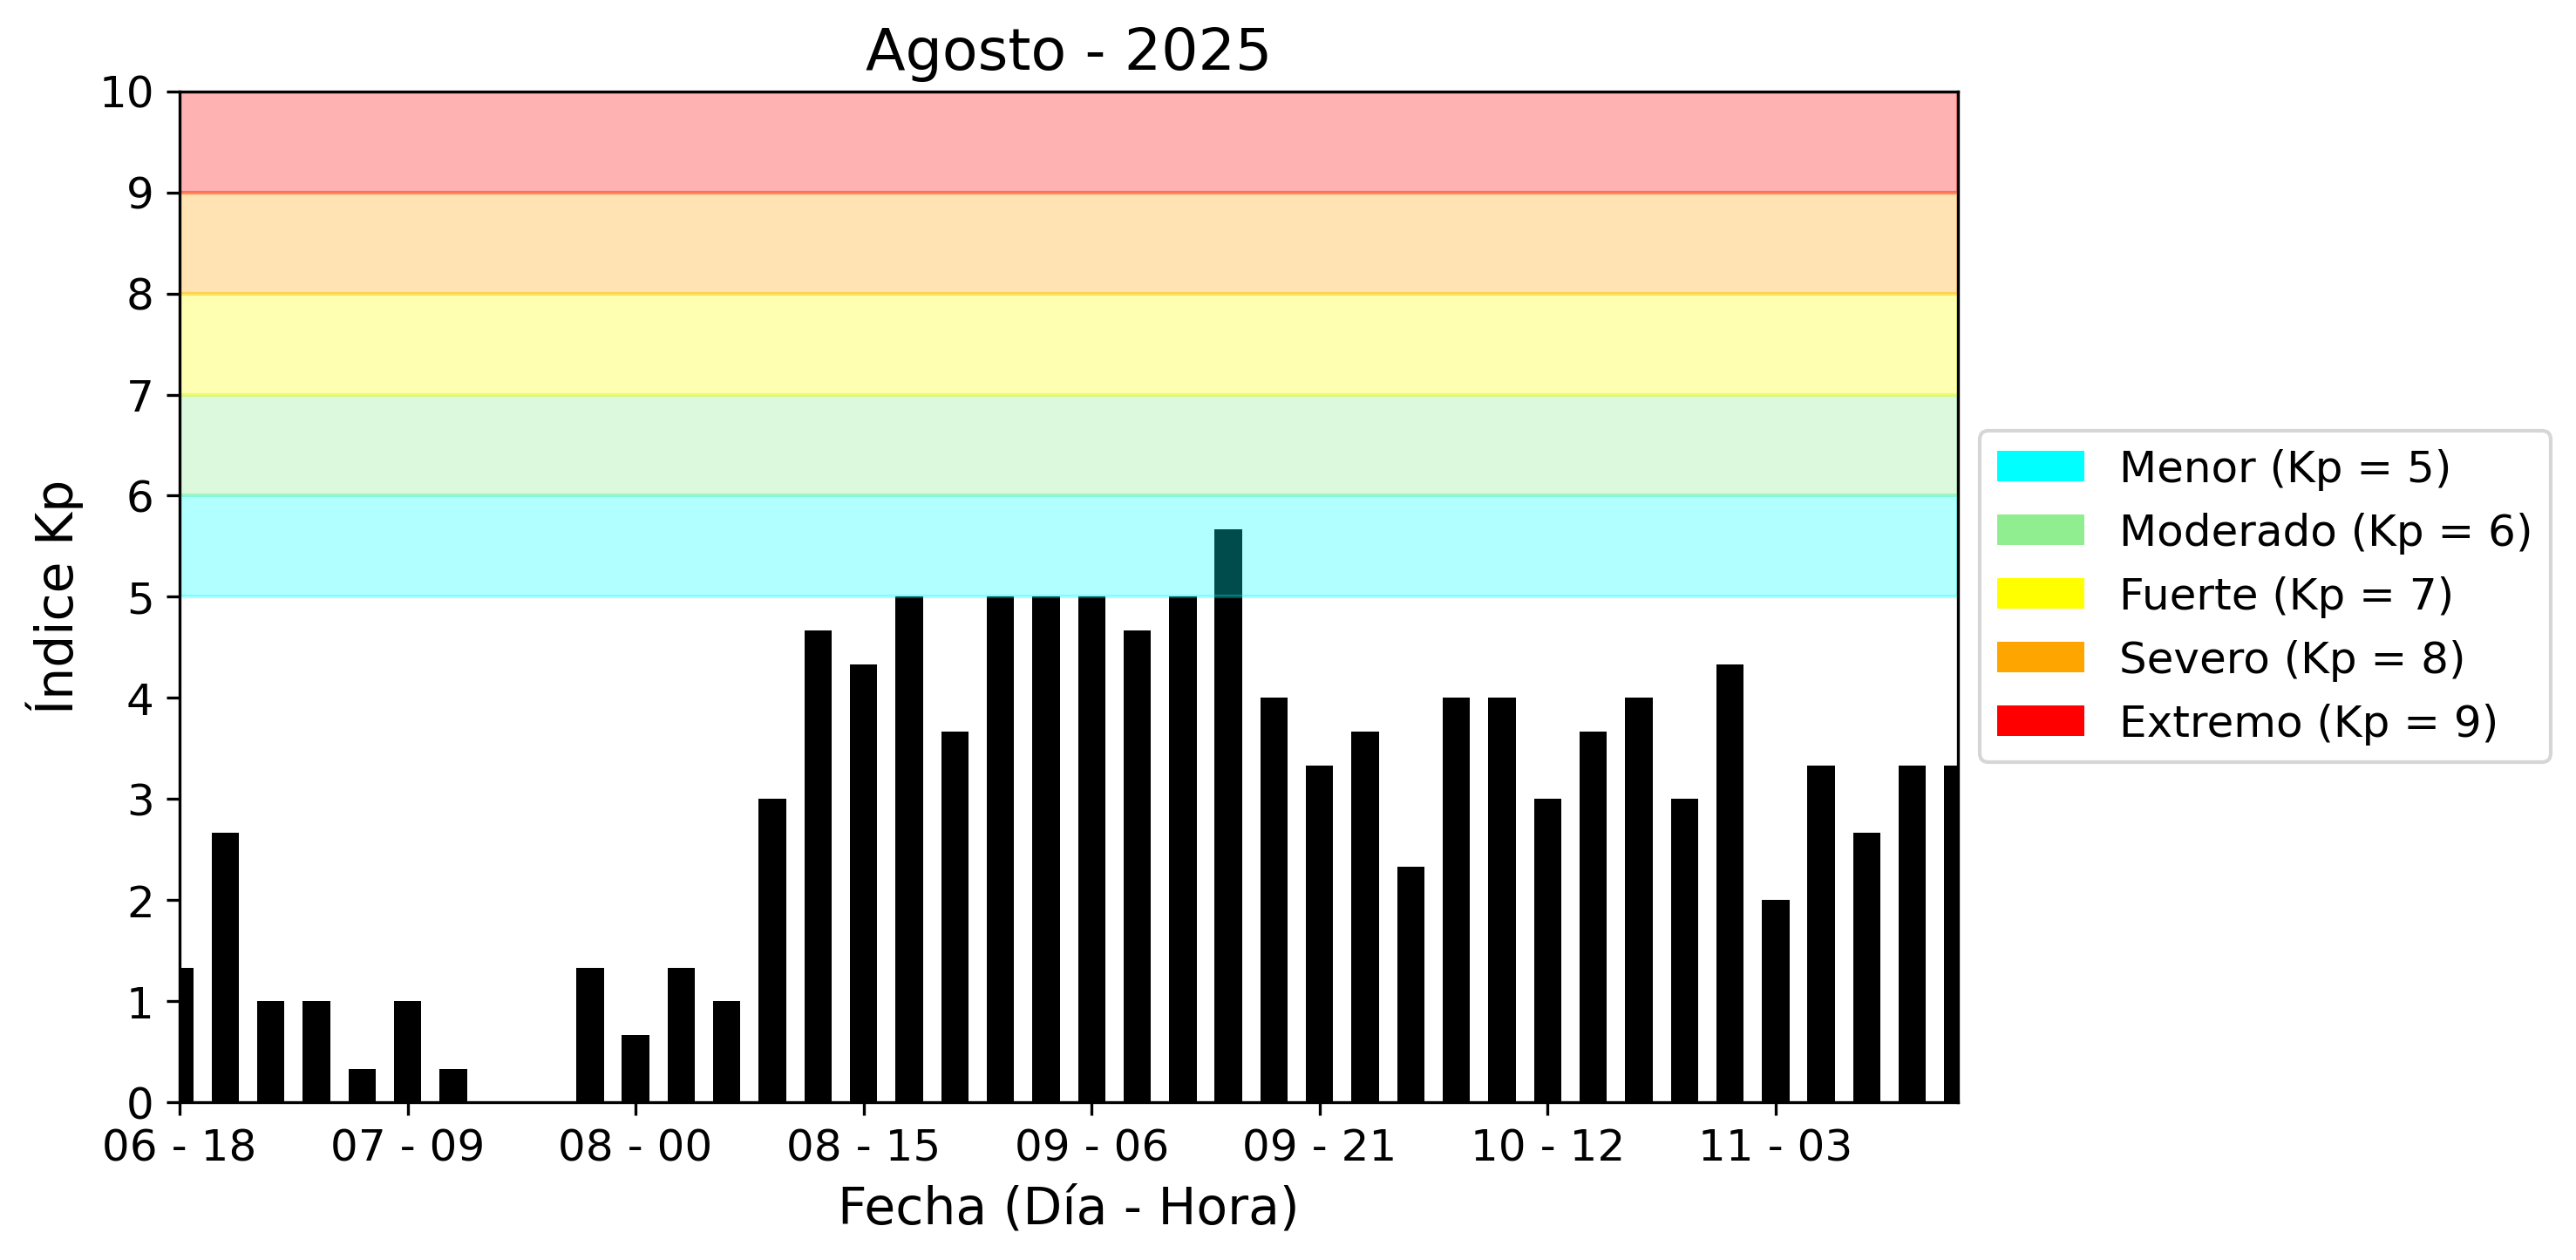 Agosto - 2025
10
9
8
7
6
5
4
3
2
1
0
Índice Kp
06 - 18
07 - 09
08 - 00
08 - 15
09 - 06
09 - 21
10 - 12
11 - 03
Fecha (Día - Hora)
Menor (Kp = 5)
Moderado (Kp = 6)
Fuerte (Kp = 7)
Severo (Kp = 8)
Extremo (Kp = 9)